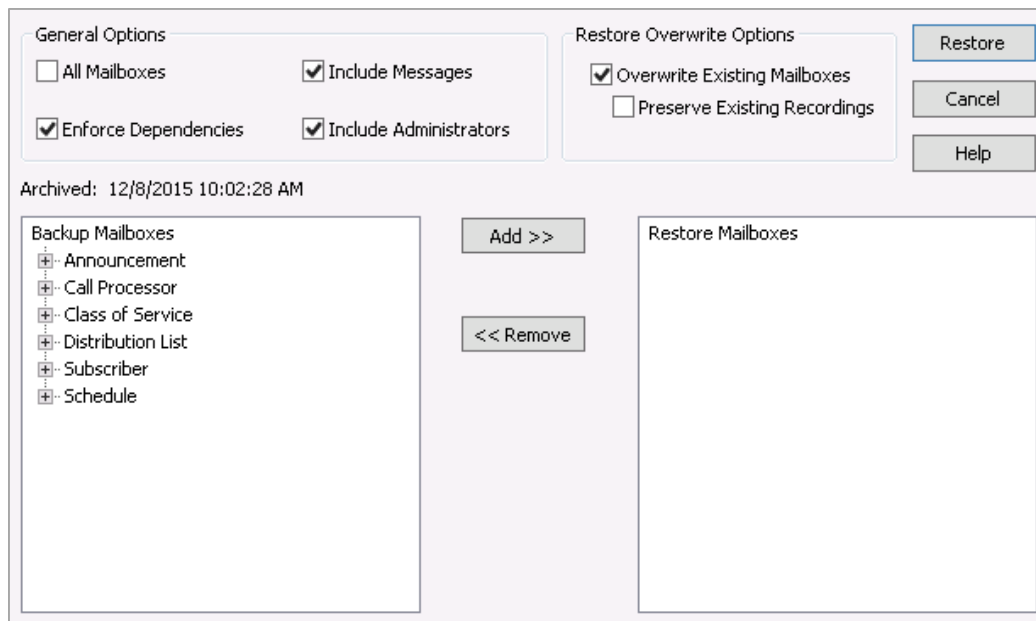 General Options
All Mailboxes
Include Messages
Enforce Dependencies
Include Administrators
Restore Overwrite Options
Overwrite Existing Mailboxes
Preserve Existing Recordings
Restore
Cancel
Help
Archived: 12/8/2015 10:02:28 AM
Backup Mailboxes
Announcement
Call Processor
Class of Service
Distribution List
Subscriber
Schedule
Add >>
<< Remove
Restore Mailboxes